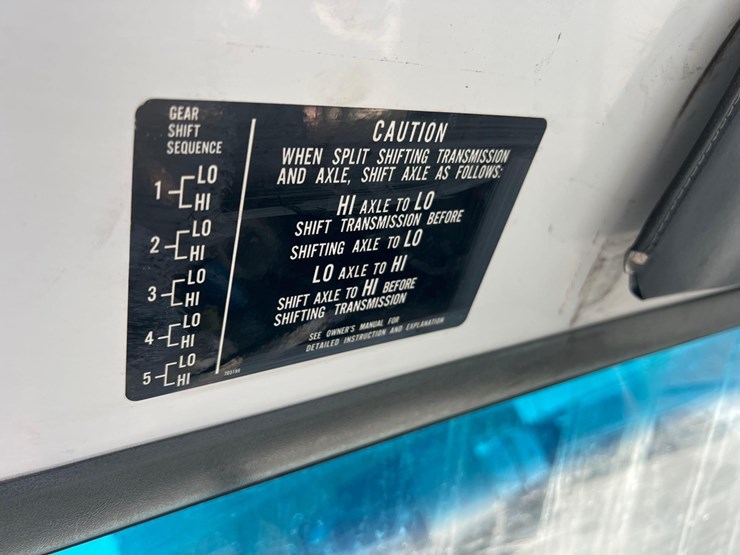 GEAR
SHIFT
SEQUENCE
1 LO
HI
2 LO
HI
3 LO
HI
4 LO
HI
5 LO
HI
CAUTION
WHEN SPLIT SHIFTING TRANSMISSION
AND AXLE, SHIFT AXLE AS FOLLOWS:
HI AXLE TO LO
SHIFT TRANSMISSION BEFORE
SHIFTING AXLE TO LO
LO AXLE TO HI
SHIFT AXLE TO HI BEFORE
SHIFTING TRANSMISSION
SEE OWNER'S MANUAL FOR
DETAILED INSTRUCTION AND EXPLANATION